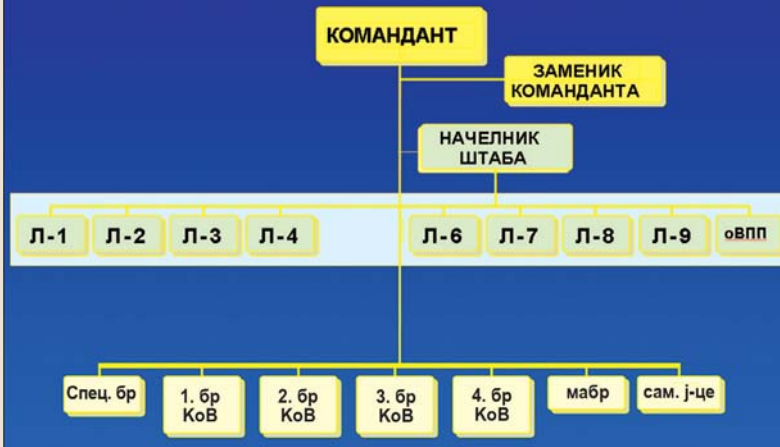 КОМАНДАНТ
ЗАМЕНИК
КОМАНДАНТА
НАЧЕЛНИК
ШТАБА
Л-1 Л-2 Л-3 Л-4 Л-6 Л-7 Л-8 Л-9 оВПП
Спец. бр
1. бр
КоВ
2. бр
КоВ
3. бр
КоВ
4. бр
КоВ
мабр
сам. ј-це